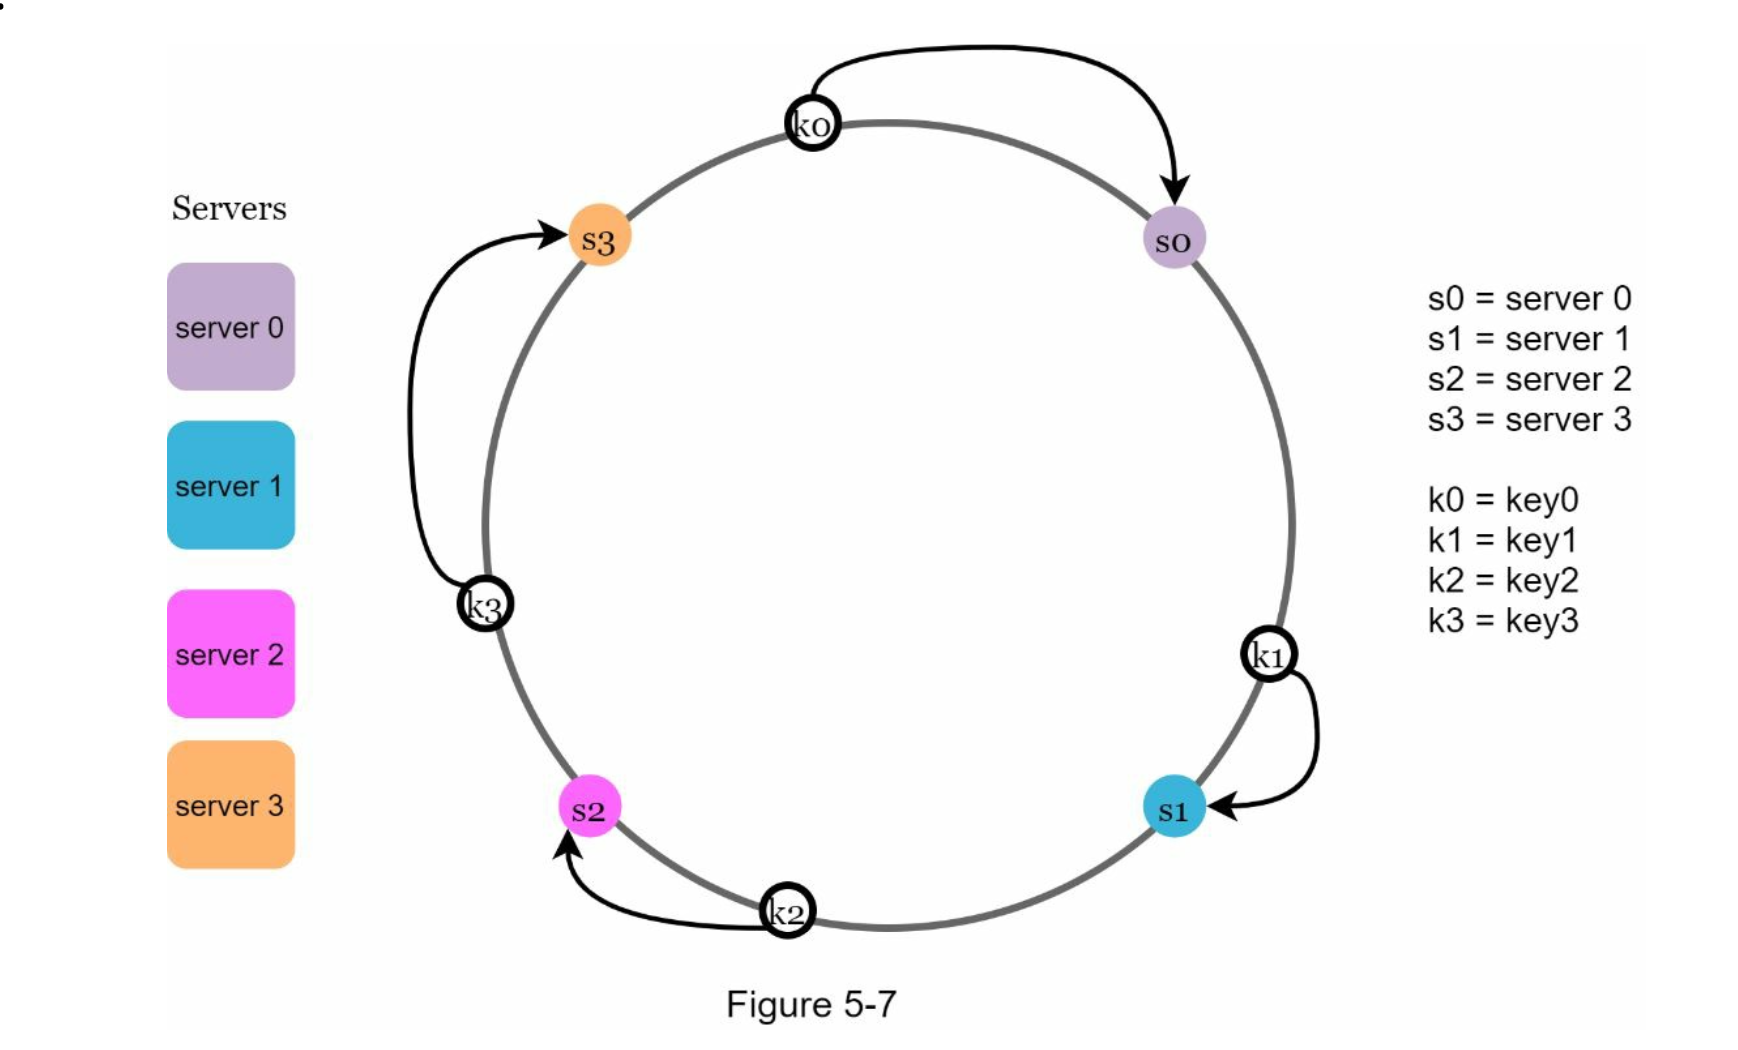 Servers
server 0
server 1
server 2
server 3
k0
s0
s3
k3
k1
s2
s1
k2
s0 = server 0
s1 = server 1
s2 = server 2
s3 = server 3
k0 = key0
k1 = key1
k2 = key2
k3 = key3
Figure 5-7